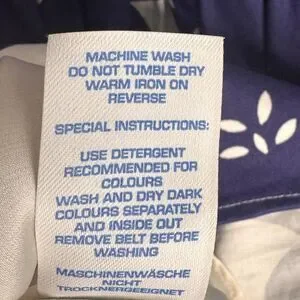 MACHINE WASH
DO NOT TUMBLE DRY
WARM IRON ON
REVERSE
SPECIAL INSTRUCTIONS:
USE DETERGENT
RECOMMENDED FOR
COLOURS
WASH AND DRY DARK
COLOURS SEPARATELY
AND INSIDE OUT
REMOVE BELT BEFORE
WASHING
MASCHINENWÄSCHE
NICHT
TROCKNERGEEIGNET